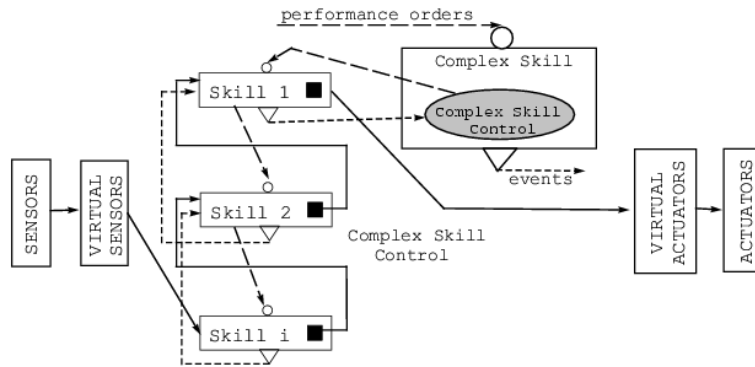 performance orders
Complex Skill
Skill 1
Complex Skill
Control
events
SENSORS
VIRTUAL
SENSORS
Skill 2
Complex Skill
Control
VIRTUAL
ACTUATORS
ACTUATORS
Skill i